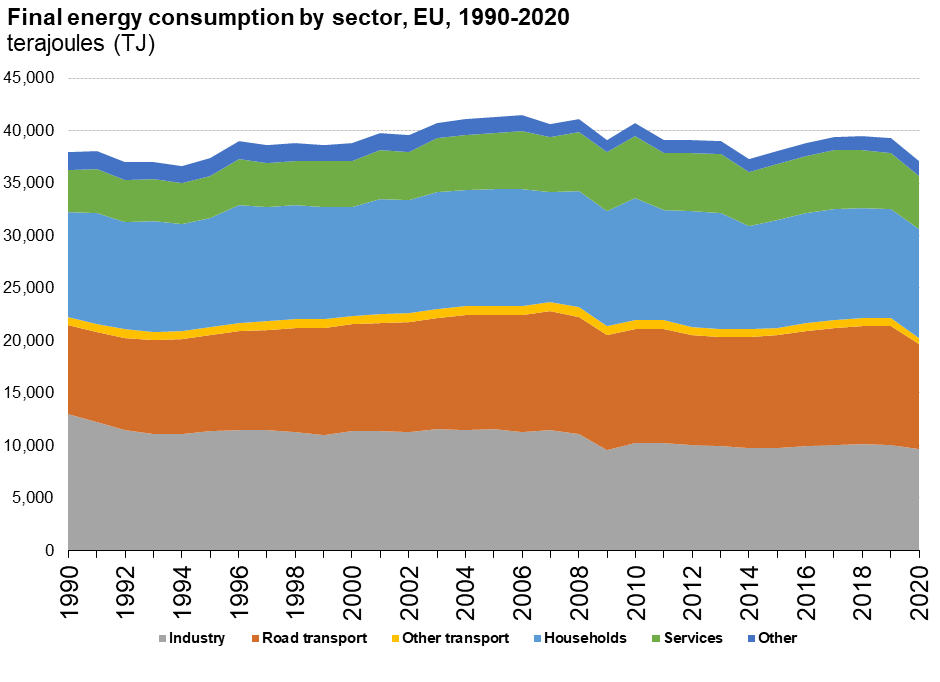 Final energy consumption by sector, EU, 1990-2020
terajoules (TJ)
45,000
40,000
35,000
30,000
25,000
20,000
15,000
10,000
5,000
0
1990 1992 1994 1996 1998 2000 2002 2004 2006 2008 2010 2012 2014 2016 2018 2020
Industry Road transport Other transport Households Services Other